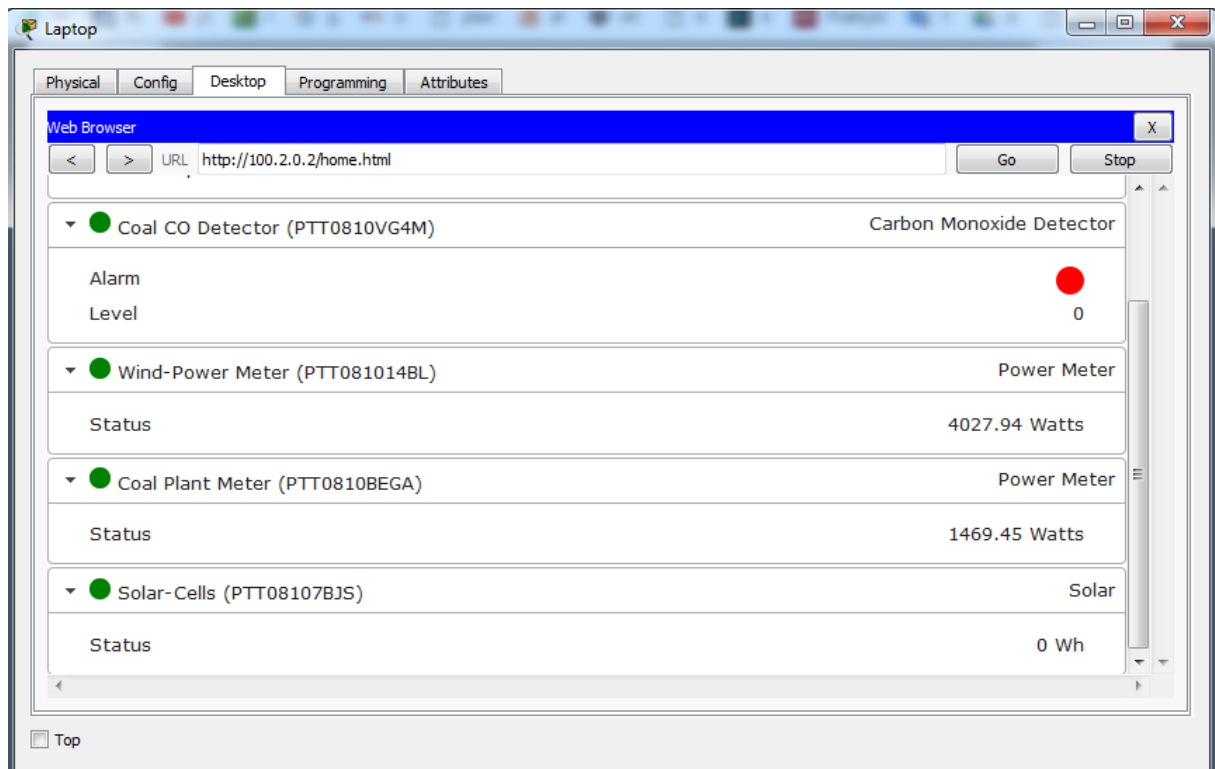 Laptop
Physical Config Desktop Programming Attributes
Web Browser X
< > URL http://100.2.0.2/home.html Go Stop
Coal CO Detector (PTT0810VG4M) Carbon Monoxide Detector
Alarm
Level 0
Wind-Power Meter (PTT081014BL) Power Meter
Status 4027.94 Watts
Coal Plant Meter (PTT0810BEGA) Power Meter
Status 1469.45 Watts
Solar-Cells (PTT08107BJS) Solar
Status 0 Wh
Top